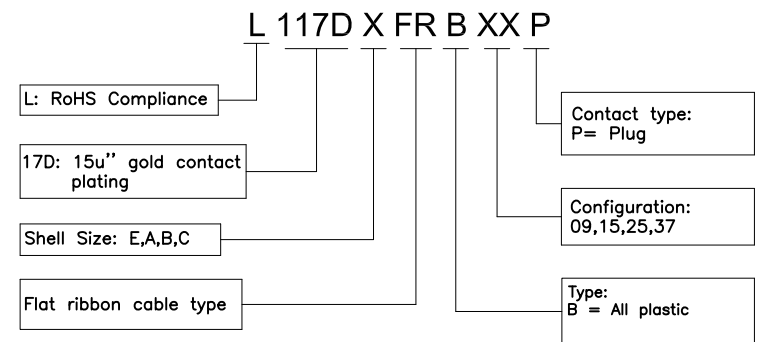 L 117D X FR B XX P
L: RoHS Compliance
17D: 15u" gold contact
plating
Shell Size: E,A,B,C
Flat ribbon cable type
Contact type:
P= Plug
Configuration:
09,15,25,37
Type:
B = All plastic